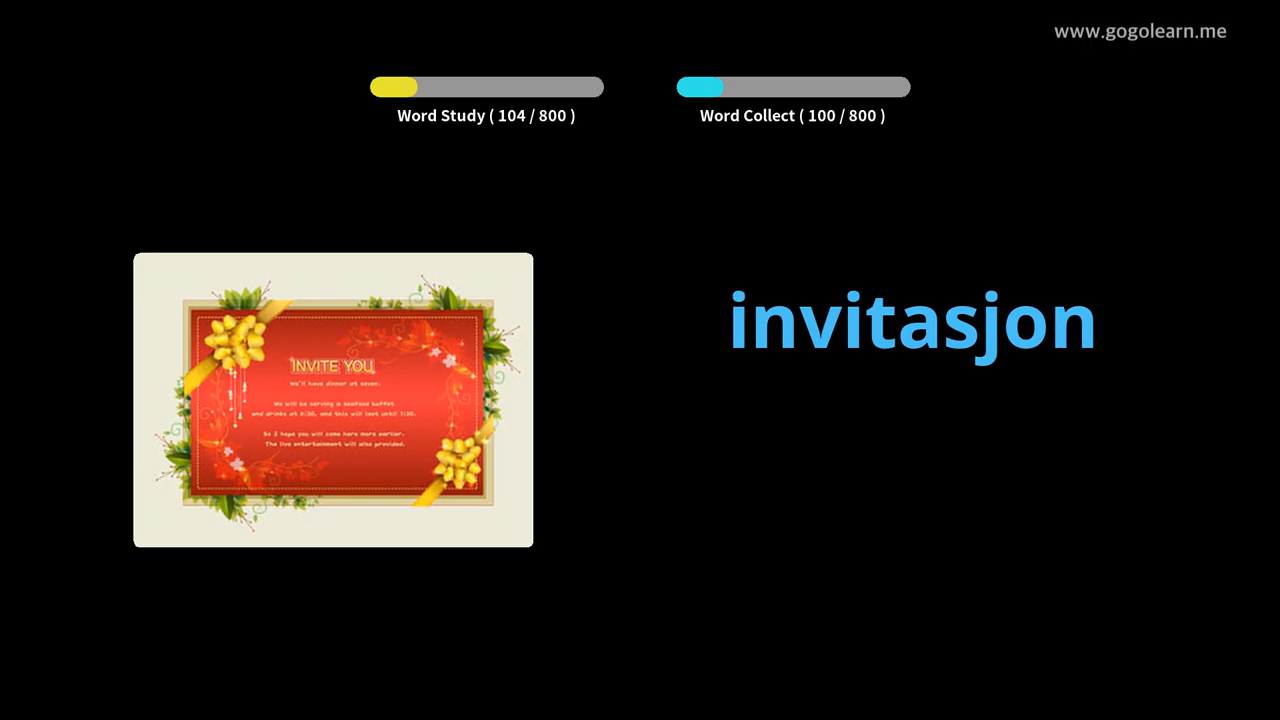 www.gogolearn.me
Word Study ( 104 / 800 )
Word Collect ( 100 / 800 )
invitasjon
INVITE YOU
We'll have dinner at seven.
We will be serving a seafood buffet
and drinks at 6:30, and this will last until 7:30.
So I hope you will come here more earlier.
The live entertainment will also provided.